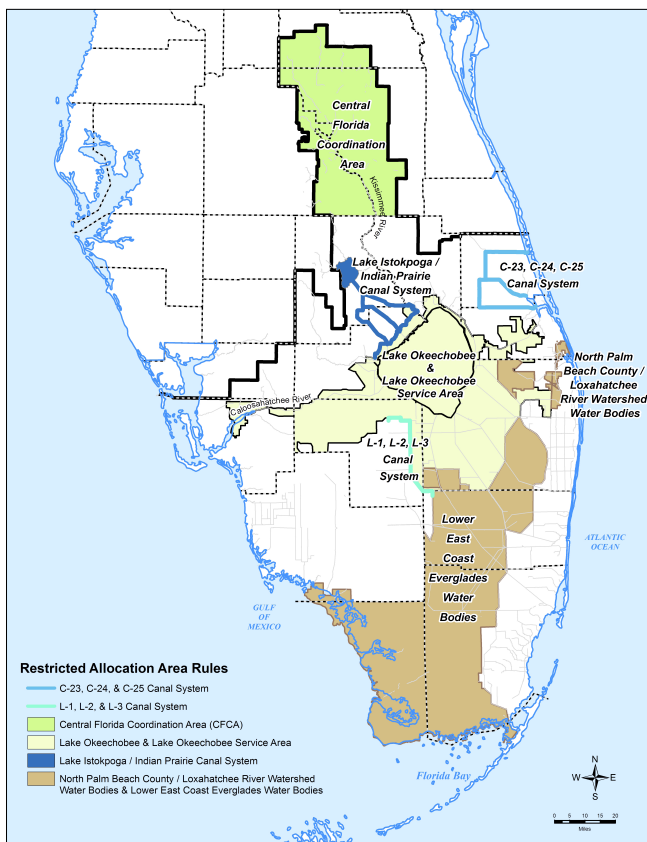 Central
Florida
Coordination
Area
Kissimmee River
Lake Istokpoga /
Indian Prairie
Canal System
C-23, C-24, C-25
Canal System
Lake Okeechobee
&
Lake Okeechobee
Service Area
North Palm
Beach County /
Loxahatchee
River Watershed
Water Bodies
Caloosahatchee River
L-1, L-2, L-3
Canal
System
Lower
East
Coast
Everglades
Water
Bodies
ATLANTIC
OCEAN
GULF
OF
MEXICO
Florida Bay
Restricted Allocation Area Rules
C-23, C-24, & C-25 Canal System
L-1, L-2, & L-3 Canal System
Central Florida Coordination Area (CFCA)
Lake Okeechobee & Lake Okeechobee Service Area
Lake Istokpoga / Indian Prairie Canal System
North Palm Beach County / Loxahatchee River Watershed
Water Bodies & Lower East Coast Everglades Water Bodies
N
W E
S
0 5 10 15 20
Miles